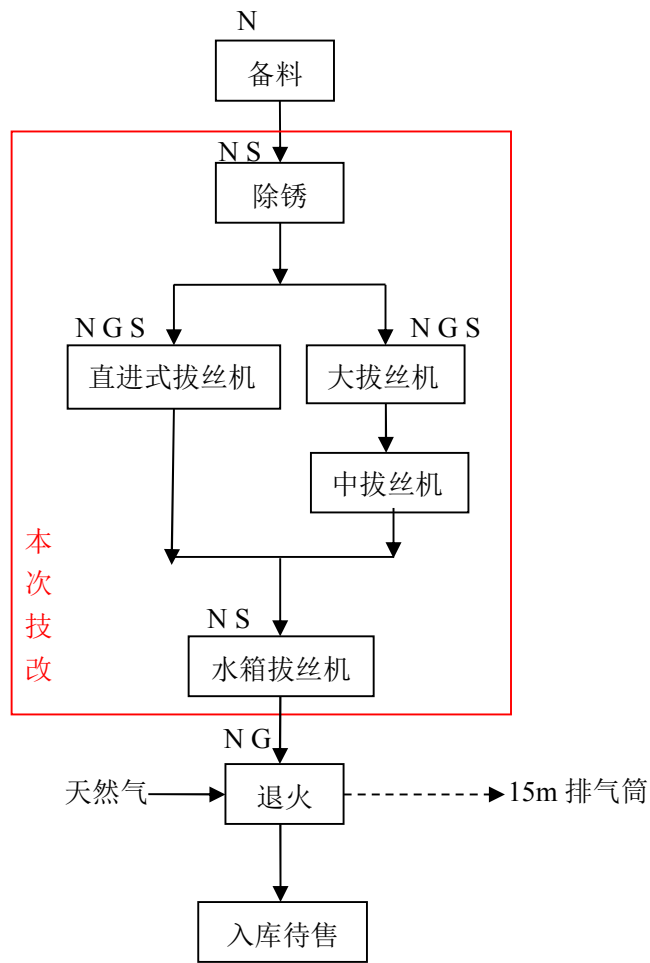 N
备料
N S
除锈
N G S
N G S
直进式拔丝机
大拔丝机
中拔丝机
本次技改
N S
水箱拔丝机
N G
天然气
退火
15m 排气筒
入库待售